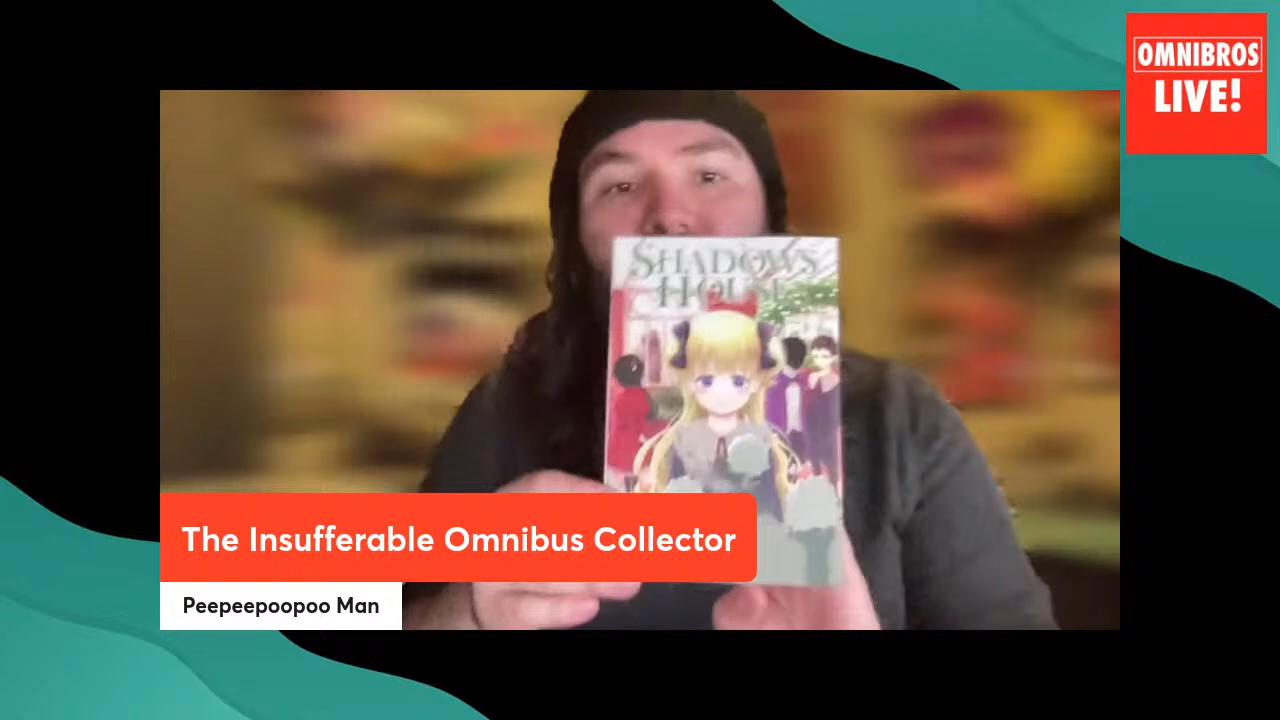 OMNIBROS
LIVE!
SHADOWS
HOUSE
The Insufferable Omnibus Collector
Peepeepoopoo Man